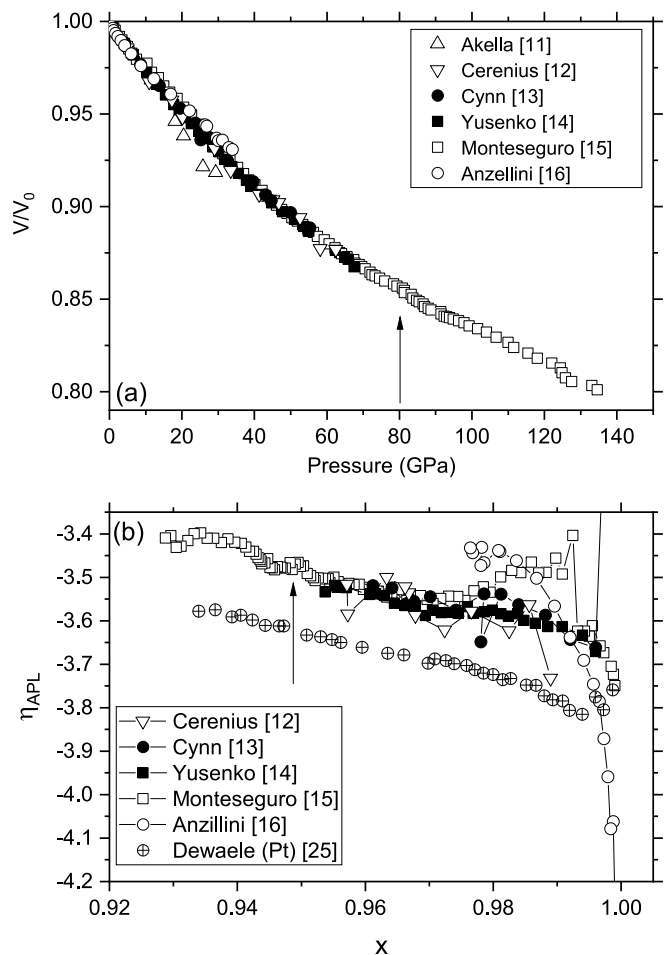 1.00
0.95
0.90
0.85
0.80
V/V0
Akella [11]
Cerenius [12]
Cynn [13]
Yusenko [14]
Monteseguro [15]
Anzellini [16]
(a)
0 20 40 60 80 100 120 140
Pressure (GPa)
(b)
-3.4
-3.5
-3.6
-3.7
-3.8
-3.9
-4.0
-4.1
-4.2
ηAPL
Cerenius [12]
Cynn [13]
Yusenko [14]
Monteseguro [15]
Anzillini [16]
Dewaele (Pt) [25]
0.92 0.94 0.96 0.98 1.00
x